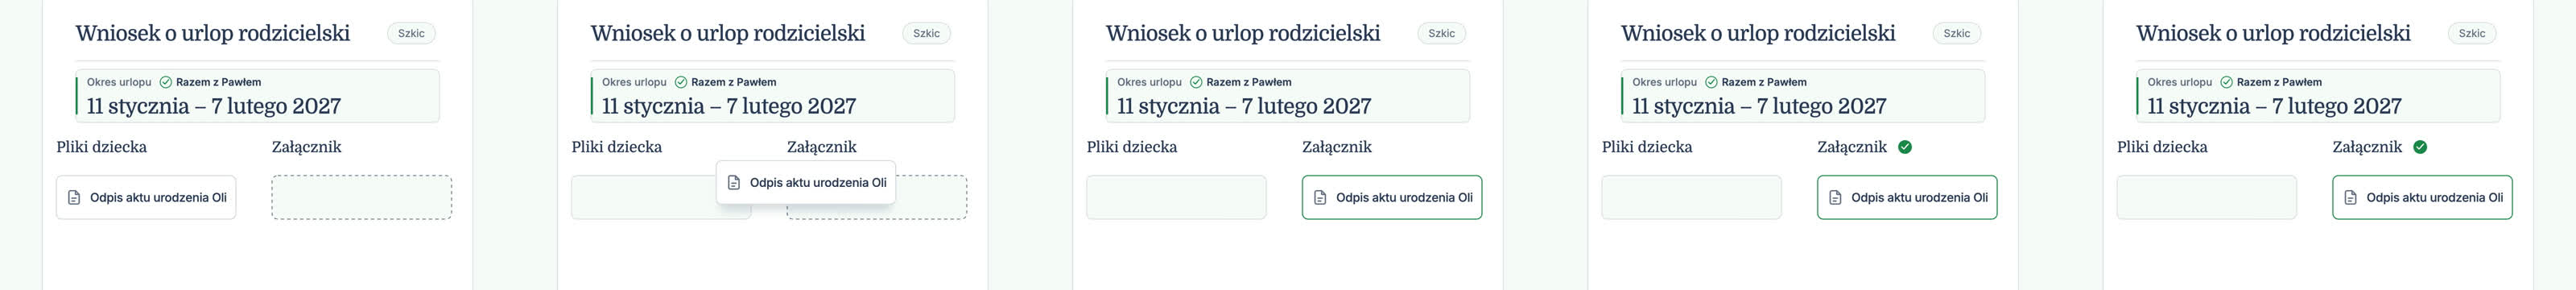 Wniosek o urlop rodzicielski Szkic
Okres urlopu Razem z Pawłem
11 stycznia – 7 lutego 2027
Pliki dziecka Załącznik
Odpis aktu urodzenia Oli
Wniosek o urlop rodzicielski Szkic
Okres urlopu Razem z Pawłem
11 stycznia – 7 lutego 2027
Pliki dziecka Załącznik
Odpis aktu urodzenia Oli
Wniosek o urlop rodzicielski Szkic
Okres urlopu Razem z Pawłem
11 stycznia – 7 lutego 2027
Pliki dziecka Załącznik
Odpis aktu urodzenia Oli
Wniosek o urlop rodzicielski Szkic
Okres urlopu Razem z Pawłem
11 stycznia – 7 lutego 2027
Pliki dziecka Załącznik
Odpis aktu urodzenia Oli
Wniosek o urlop rodzicielski Szkic
Okres urlopu Razem z Pawłem
11 stycznia – 7 lutego 2027
Pliki dziecka Załącznik
Odpis aktu urodzenia Oli